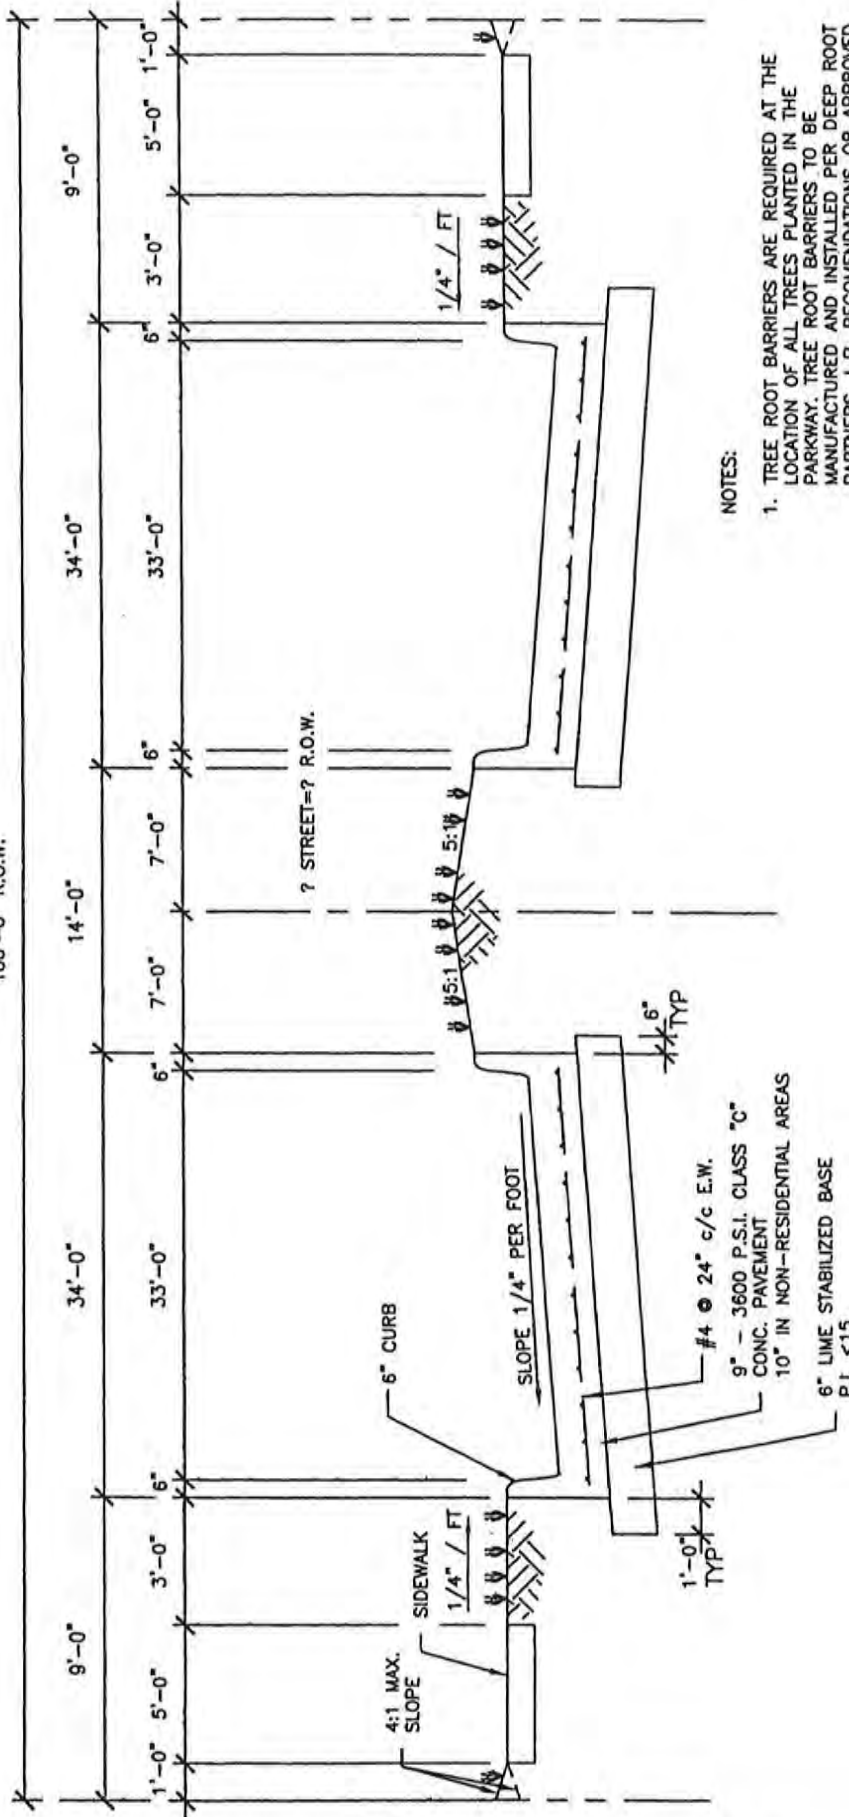 9'-0"
34'-0"
14'-0"
34'-0"
9'-0"
1'-0"
5'-0"
3'-0"
6"
33'-0"
6"
7'-0"
7'-0"
6"
33'-0"
6"
3'-0"
5'-0"
1'-0"
? STREET=? R.O.W.
4:1 MAX.
SLOPE
SIDEWALK
1/4" / FT
6" CURB
SLOPE 1/4" PER FOOT
5:1
5:1
1/4" / FT
1'-0"
TYP
6"
TYP
#4 @ 24" c/c E.W.
9" - 3600 P.S.I. CLASS "C"
CONC. PAVEMENT
10" IN NON-RESIDENTIAL AREAS
6" LIME STABILIZED BASE
P.I. <15
NOTES:
1. TREE ROOT BARRIERS ARE REQUIRED AT THE
LOCATION OF ALL TREES PLANTED IN THE
PARKWAY. TREE ROOT BARRIERS TO BE
MANUFACTURED AND INSTALLED PER DEEP ROOT